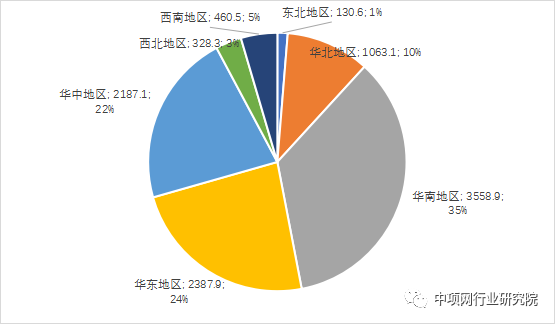 西南地区; 460.5; 5%
东北地区; 130.6; 1%
西北地区; 328.3; 3%
华北地区; 1063.1; 10%
华中地区; 2187.1;
22%
华南地区; 3558.9;
35%
华东地区; 2387.9;
24%
中项网行业研究院